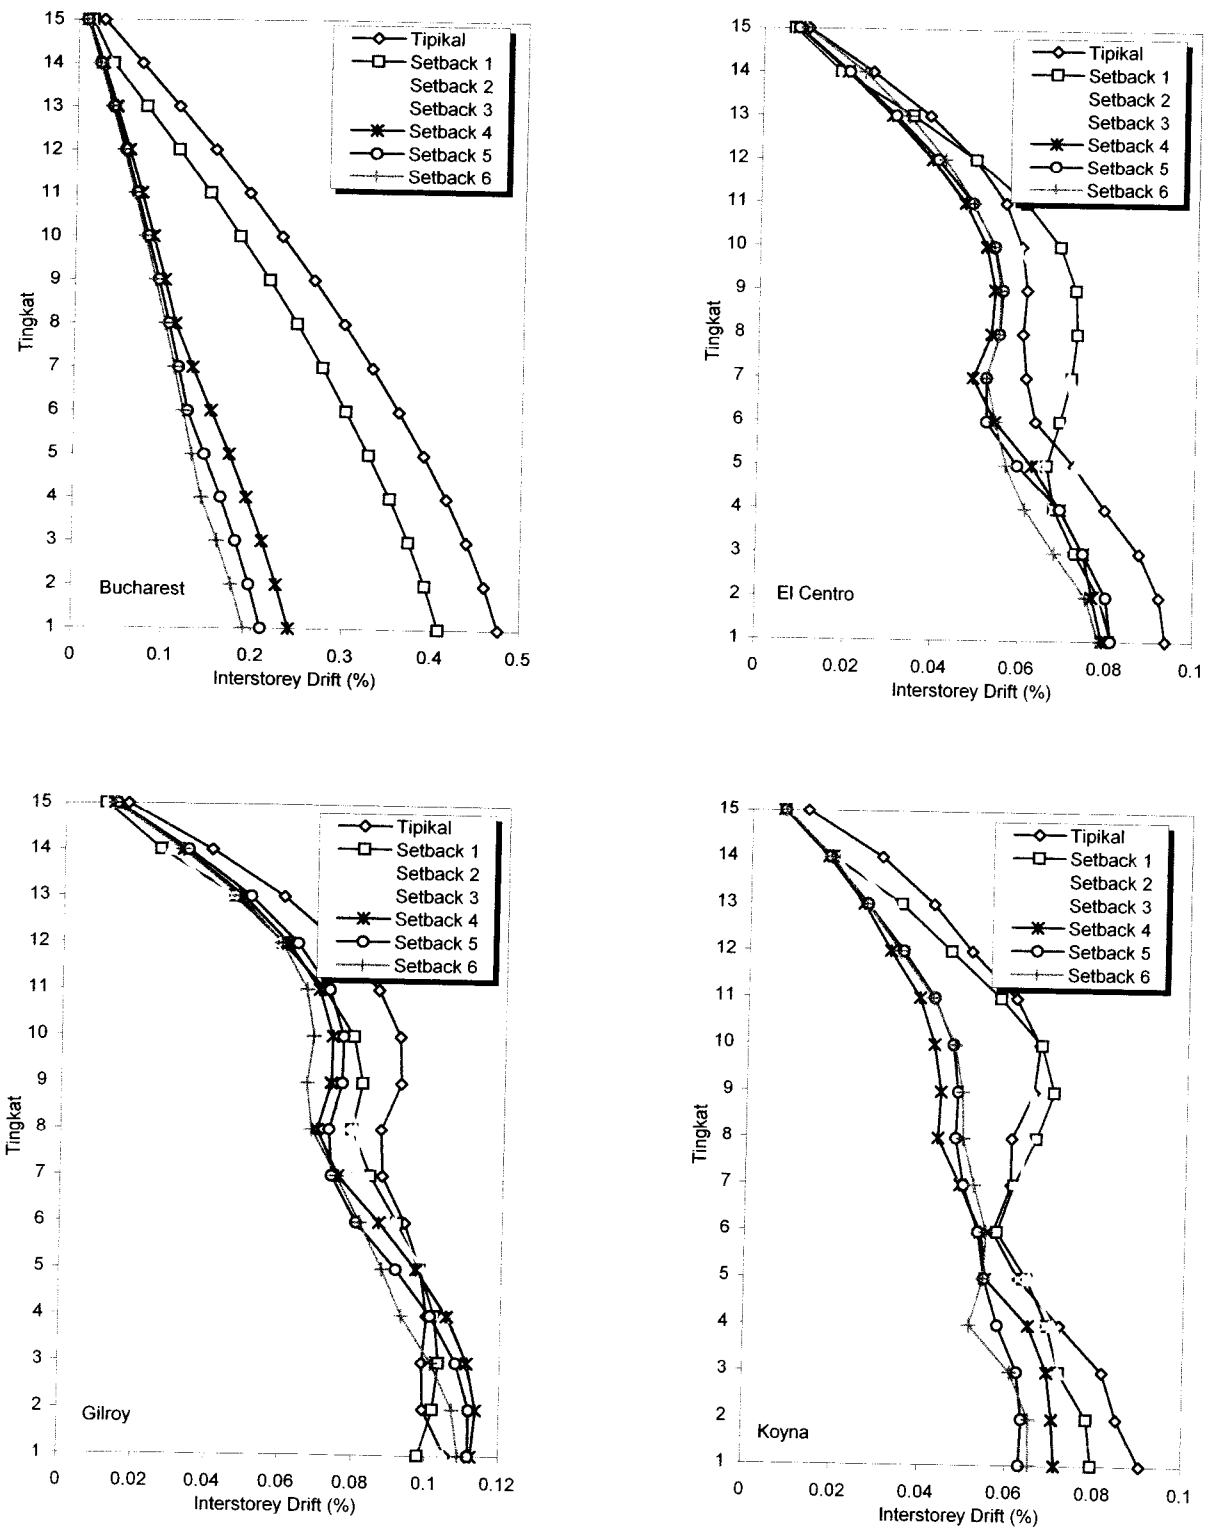 15
14
13
12
11
10
9
8
7
6
5
4
3
2
1
Tingkat
Tipikal
Setback 1
Setback 2
Setback 3
Setback 4
Setback 5
Setback 6
Bucharest
0 0.1 0.2 0.3 0.4 0.5
Interstorey Drift (%)
15
14
13
12
11
10
9
8
7
6
5
4
3
2
1
Tingkat
Tipikal
Setback 1
Setback 2
Setback 3
Setback 4
Setback 5
Setback 6
El Centro
0 0.02 0.04 0.06 0.08 0.1
Interstorey Drift (%)
15
14
13
12
11
10
9
8
7
6
5
4
3
2
1
Tingkat
Tipikal
Setback 1
Setback 2
Setback 3
Setback 4
Setback 5
Setback 6
Gilroy
0 0.02 0.04 0.06 0.08 0.1 0.12
Interstorey Drift (%)
15
14
13
12
11
10
9
8
7
6
5
4
3
2
1
Tingkat
Tipikal
Setback 1
Setback 2
Setback 3
Setback 4
Setback 5
Setback 6
Koyna
0 0.02 0.04 0.06 0.08 0.1
Interstorey Drift (%)